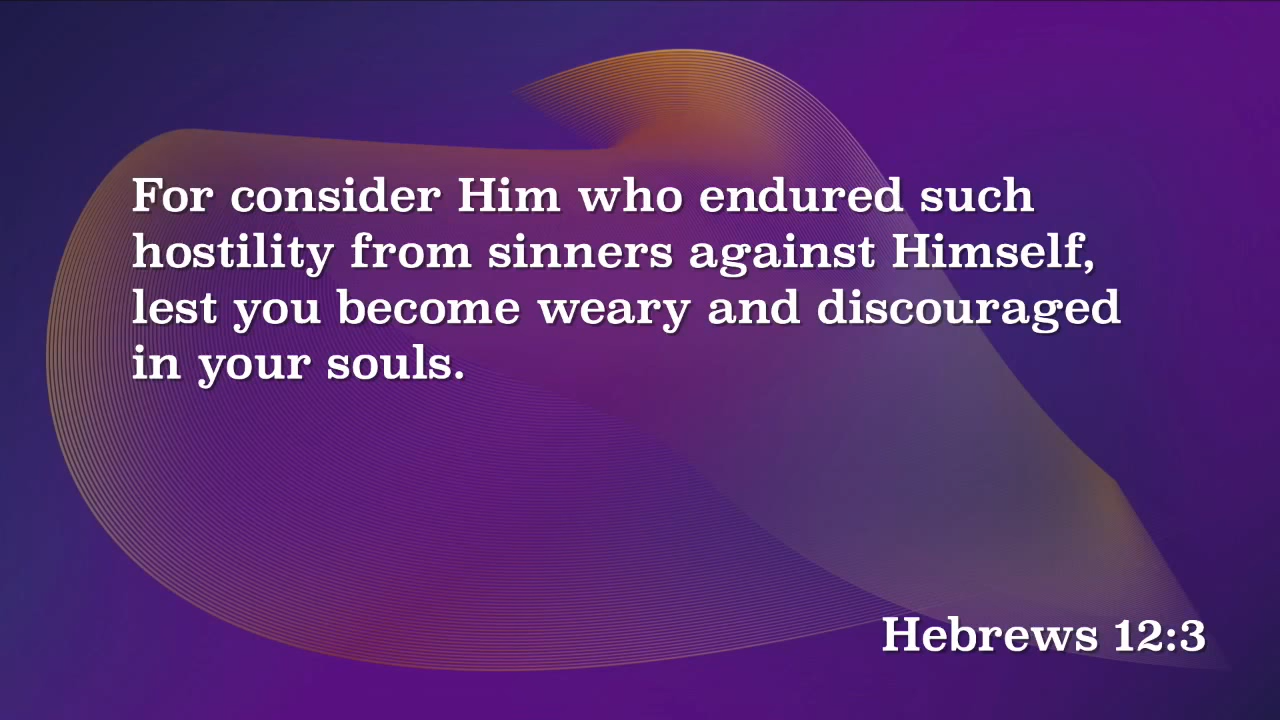 For consider Him who endured such
hostility from sinners against Himself,
lest you become weary and discouraged
in your souls.
Hebrews 12:3